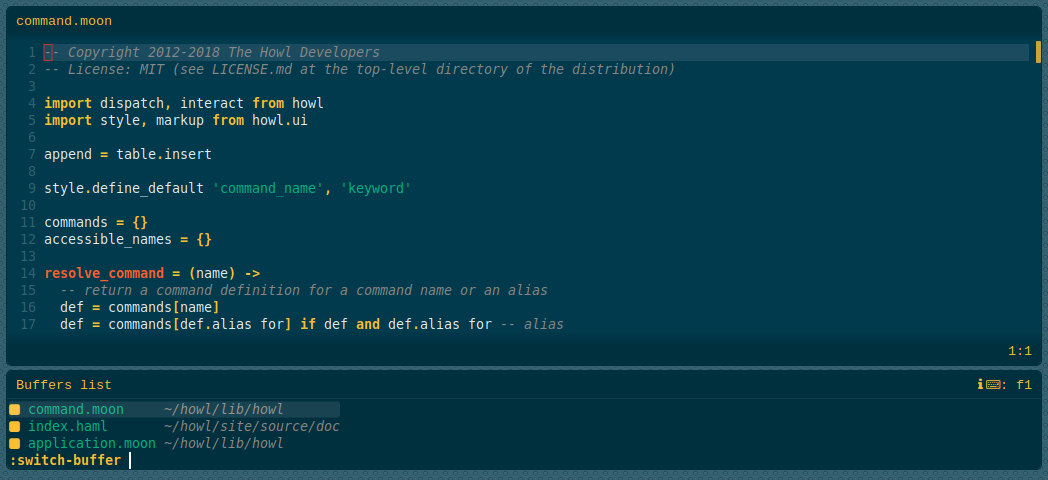 command.moon
1 -- Copyright 2012-2018 The Howl Developers
2 -- License: MIT (see LICENSE.md at the top-level directory of the distribution)
3
4 import dispatch, interact from howl
5 import style, markup from howl.ui
6
7 append = table.insert
8
9 style.define_default 'command_name', 'keyword'
10
11 commands = {}
12 accessible_names = {}
13
14 resolve_command = (name) ->
15   -- return a command definition for a command name or an alias
16   def = commands[name]
17   def = commands[def.alias for] if def and def.alias for -- alias
1:1
Buffers list ℹ⌨: f1
command.moon     ~/howl/lib/howl
index.haml       ~/howl/site/source/doc
application.moon ~/howl/lib/howl
:switch-buffer